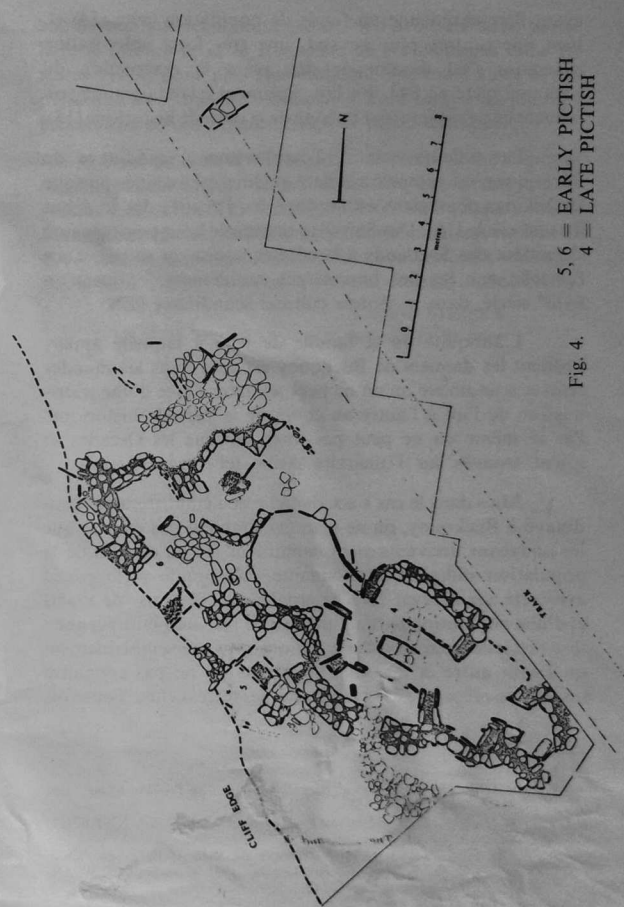 N
0 1 2 3 4 5 6 7 8
metres
TRACK
CLIFF EDGE
Fig. 4.
5, 6 = EARLY PICTISH
4 = LATE PICTISH